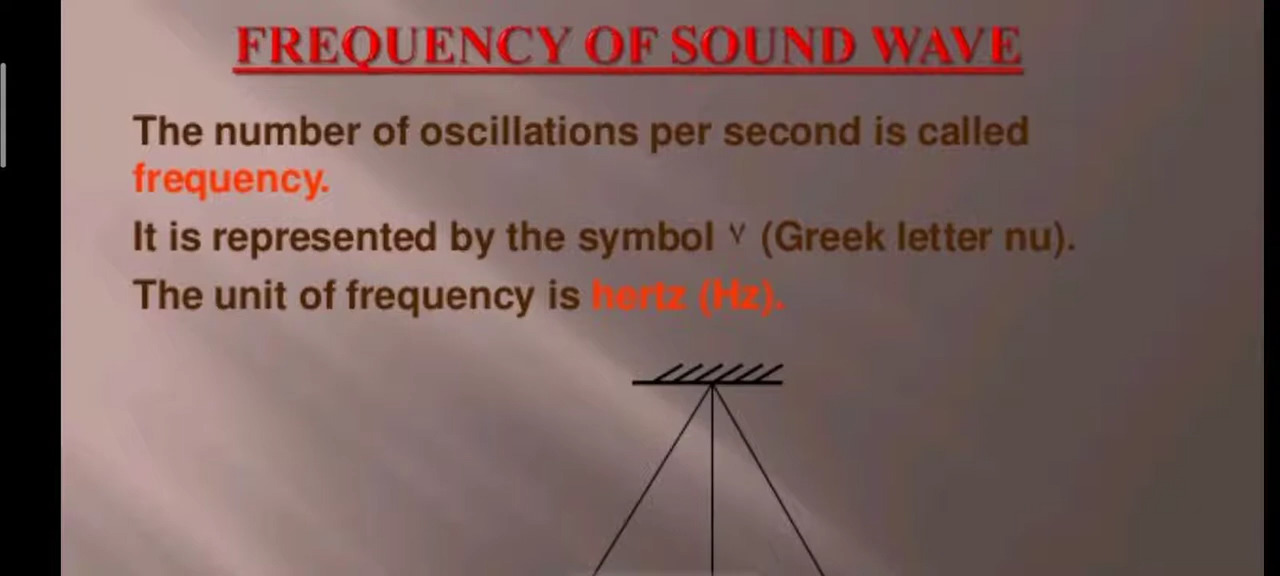 FREQUENCY OF SOUND WAVE
The number of oscillations per second is called
frequency.
It is represented by the symbol ν (Greek letter nu).
The unit of frequency is hertz (Hz).